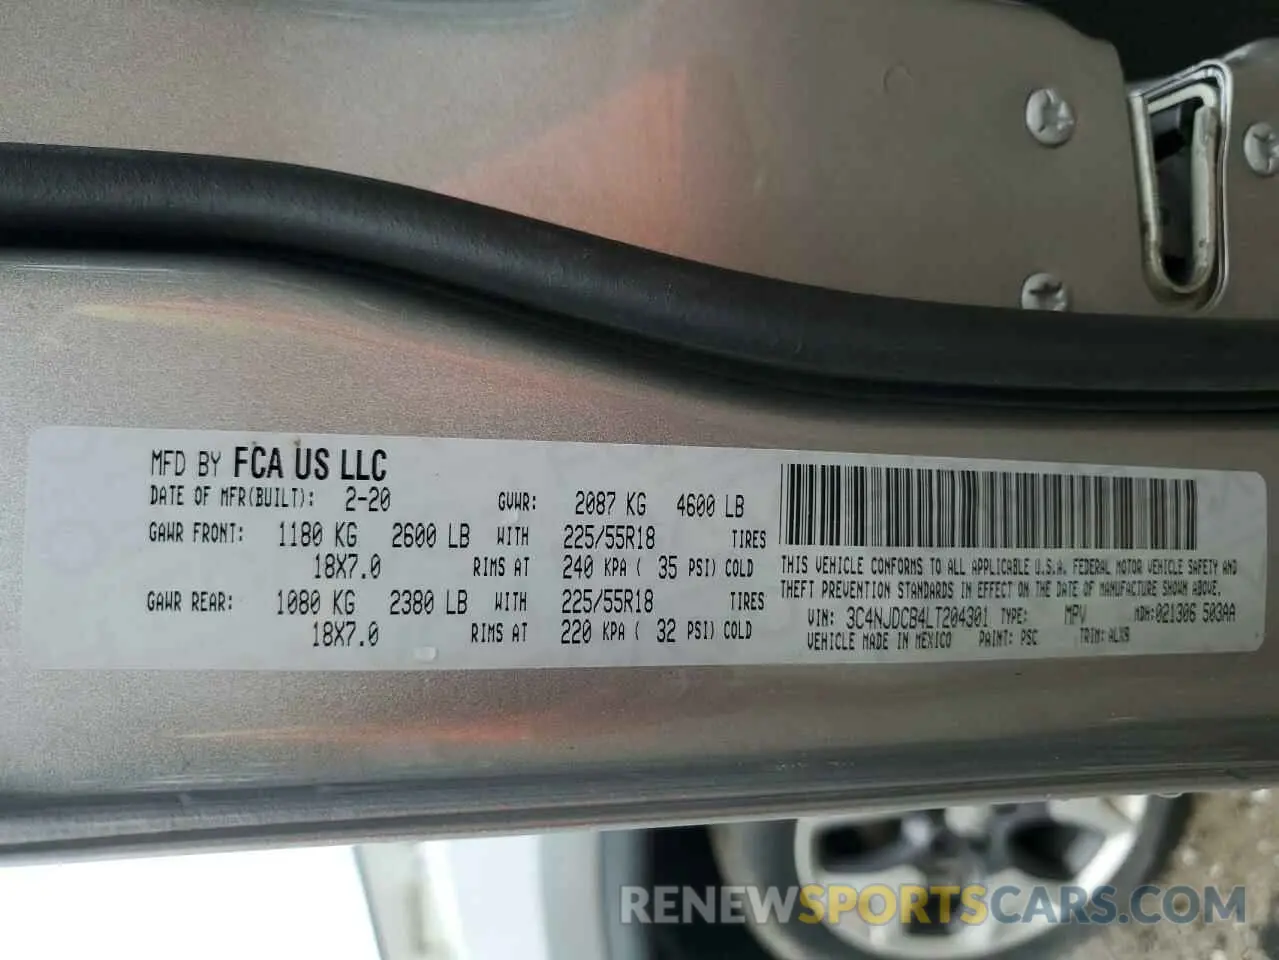 MFD BY FCA US LLC
DATE OF MFR(BUILT): 2-20 GVWR: 2087 KG 4600 LB
GAWR FRONT: 1180 KG 2600 LB WITH 225/55R18 TIRES
18X7.0 RIMS AT 240 KPA ( 35 PSI) COLD
GAWR REAR: 1080 KG 2380 LB WITH 225/55R18 TIRES
18X7.0 RIMS AT 220 KPA ( 32 PSI) COLD
THIS VEHICLE CONFORMS TO ALL APPLICABLE U.S.A. FEDERAL MOTOR VEHICLE SAFETY AND
THEFT PREVENTION STANDARDS IN EFFECT ON THE DATE OF MANUFACTURE SHOWN ABOVE.
VIN: 3C4NJDCB4LT204301 TYPE: MPV MDH:021306 503AA
VEHICLE MADE IN MEXICO PAINT: PSC TRIM: ALX9
RENEWSPORTSCARS.COM